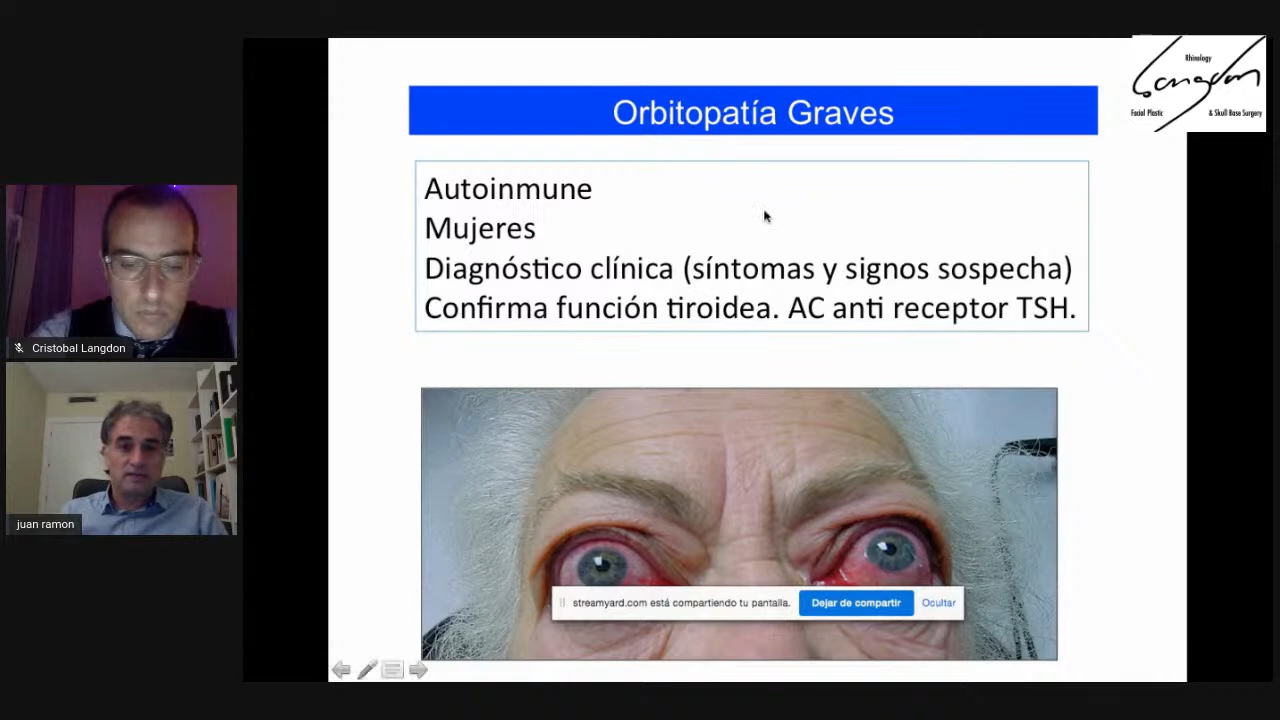 Rhinology
Langdon
Facial Plastic
& Skull Base Surgery
Orbitopatía Graves
Autoinmune
Mujeres
Diagnóstico clínica (síntomas y signos sospecha)
Confirma función tiroidea. AC anti receptor TSH.
Cristobal Langdon
juan ramon
streamyard.com está compartiendo tu pantalla.
Dejar de compartir
Ocultar